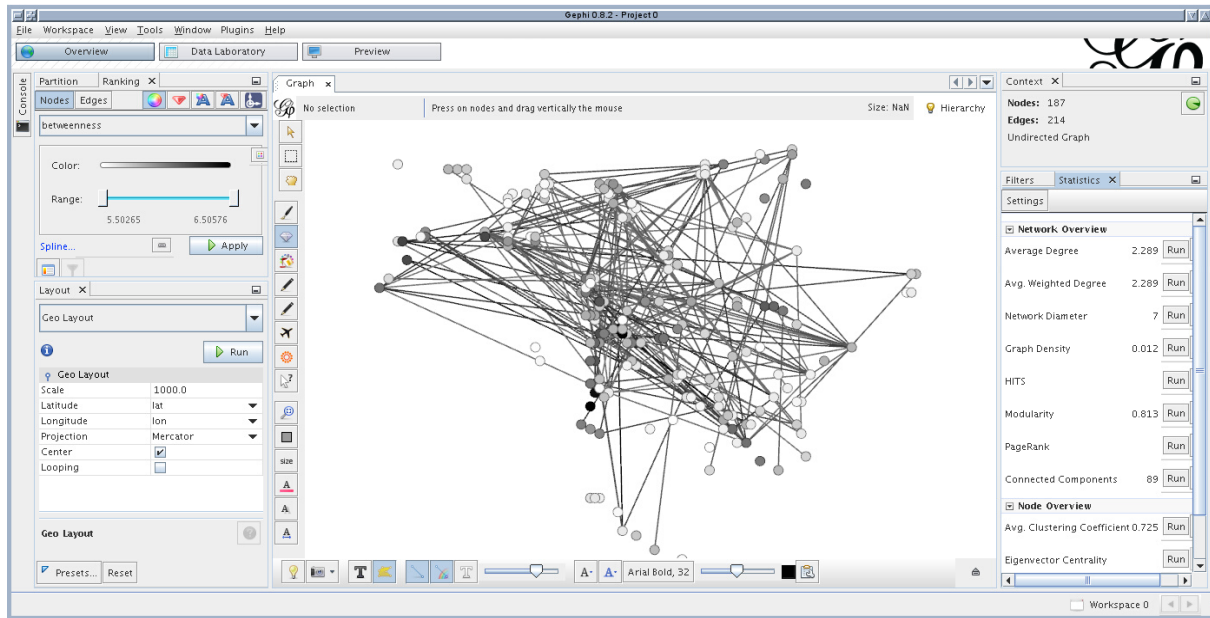 Gephi 0.8.2 - Project 0
File Workspace View Tools Window Plugins Help
Overview Data Laboratory Preview
Console
Partition Ranking
Nodes Edges
betweenness
Color:
Range:
5.50265 6.50576
Spline...
Apply
Layout
Geo Layout
Run
Geo Layout
Scale 1000.0
Latitude lat
Longitude lon
Projection Mercator
Center
Looping
Geo Layout
Presets... Reset
Graph
No selection Press on nodes and drag vertically the mouse Size: NaN Hierarchy
size
A
A
A
T T A- A- Arial Bold, 32
Context
Nodes: 187
Edges: 214
Undirected Graph
Filters Statistics
Settings
Network Overview
Average Degree 2.289 Run
Avg. Weighted Degree 2.289 Run
Network Diameter 7 Run
Graph Density 0.012 Run
HITS Run
Modularity 0.813 Run
PageRank Run
Connected Components 89 Run
Node Overview
Avg. Clustering Coefficient 0.725 Run
Eigenvector Centrality Run
Workspace 0